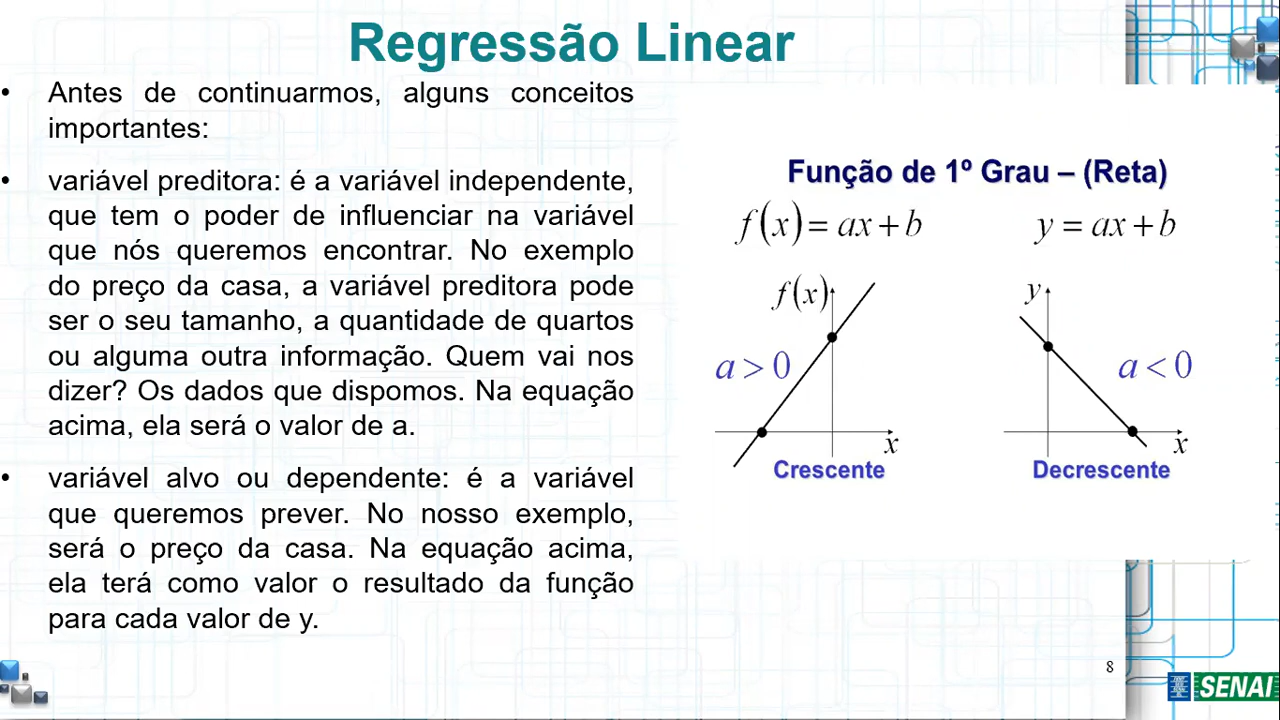 Regressão Linear
• Antes de continuarmos, alguns conceitos
importantes:
• variável preditora: é a variável independente,
que tem o poder de influenciar na variável
que nós queremos encontrar. No exemplo
do preço da casa, a variável preditora pode
ser o seu tamanho, a quantidade de quartos
ou alguma outra informação. Quem vai nos
dizer? Os dados que dispomos. Na equação
acima, ela será o valor de a.
• variável alvo ou dependente: é a variável
que queremos prever. No nosso exemplo,
será o preço da casa. Na equação acima,
ela terá como valor o resultado da função
para cada valor de y.
Função de 1º Grau – (Reta)
f(x) = ax + b
y = ax + b
f(x)
a > 0
x
Crescente
y
a < 0
x
Decrescente
8
SENAI